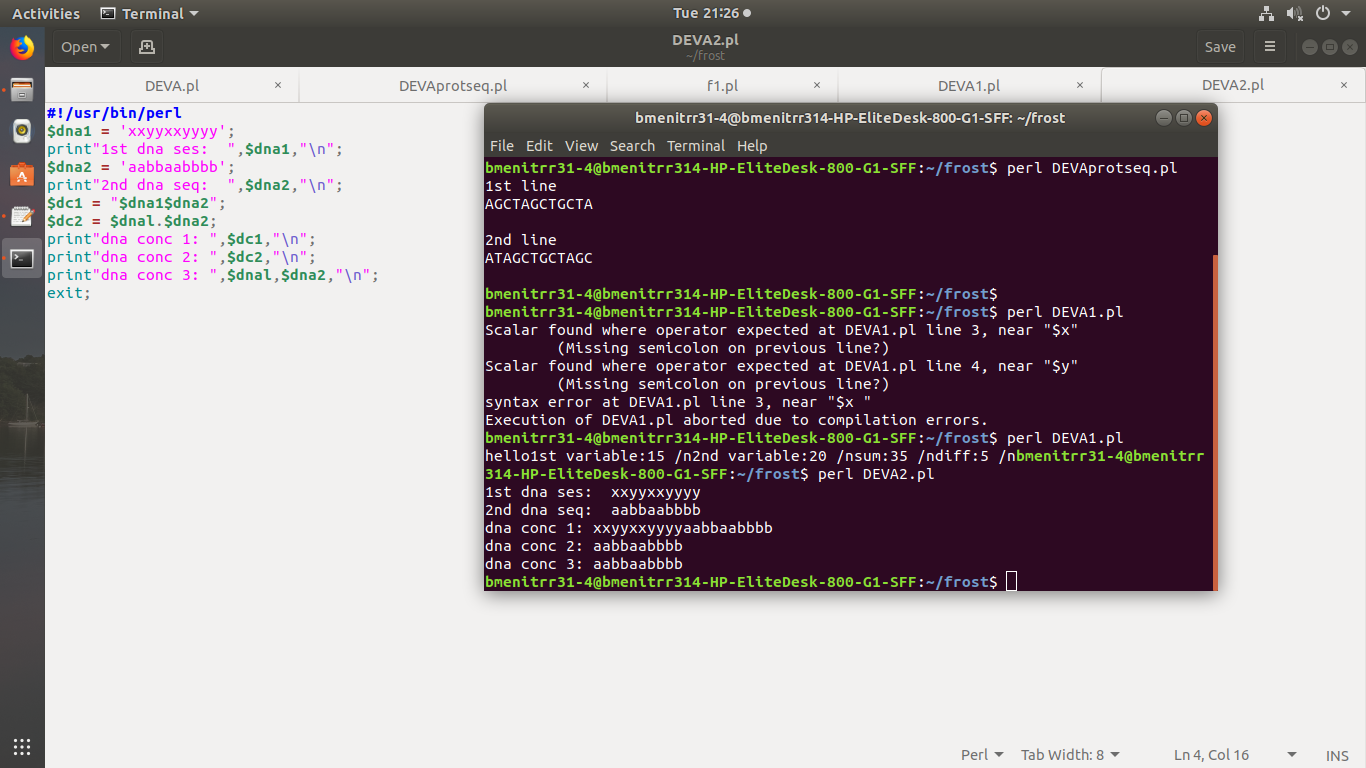 Activities Terminal Tue 21:26
Open DEVA2.pl Save
~/frost
DEVA.pl × DEVAprotseq.pl × f1.pl × DEVA1.pl × DEVA2.pl ×
#!/usr/bin/perl
$dna1 = 'xxyyxxyyyy';
print"1st dna ses:  ",$dna1,"\n";
$dna2 = 'aabbaabbbb';
print"2nd dna seq:  ",$dna2,"\n";
$dc1 = "$dna1$dna2";
$dc2 = $dnal.$dna2;
print"dna conc 1: ",$dc1,"\n";
print"dna conc 2: ",$dc2,"\n";
print"dna conc 3: ",$dnal,$dna2,"\n";
exit;
bmenitrr31-4@bmenitrr314-HP-EliteDesk-800-G1-SFF: ~/frost
File Edit View Search Terminal Help
bmenitrr31-4@bmenitrr314-HP-EliteDesk-800-G1-SFF:~/frost$ perl DEVAprotseq.pl
1st line
AGCTAGCTGCTA
2nd line
ATAGCTGCTAGC
bmenitrr31-4@bmenitrr314-HP-EliteDesk-800-G1-SFF:~/frost$
bmenitrr31-4@bmenitrr314-HP-EliteDesk-800-G1-SFF:~/frost$ perl DEVA1.pl
Scalar found where operator expected at DEVA1.pl line 3, near "$x"
        (Missing semicolon on previous line?)
Scalar found where operator expected at DEVA1.pl line 4, near "$y"
        (Missing semicolon on previous line?)
syntax error at DEVA1.pl line 3, near "$x "
Execution of DEVA1.pl aborted due to compilation errors.
bmenitrr31-4@bmenitrr314-HP-EliteDesk-800-G1-SFF:~/frost$ perl DEVA1.pl
hello1st variable:15 /n2nd variable:20 /nsum:35 /ndiff:5 /nbmenitrr31-4@bmenitrr
314-HP-EliteDesk-800-G1-SFF:~/frost$ perl DEVA2.pl
1st dna ses:  xxyyxxyyyy
2nd dna seq:  aabbaabbbb
dna conc 1: xxyyxxyyyyaabbaabbbb
dna conc 2: aabbaabbbb
dna conc 3: aabbaabbbb
bmenitrr31-4@bmenitrr314-HP-EliteDesk-800-G1-SFF:~/frost$
Perl Tab Width: 8 Ln 4, Col 16 INS